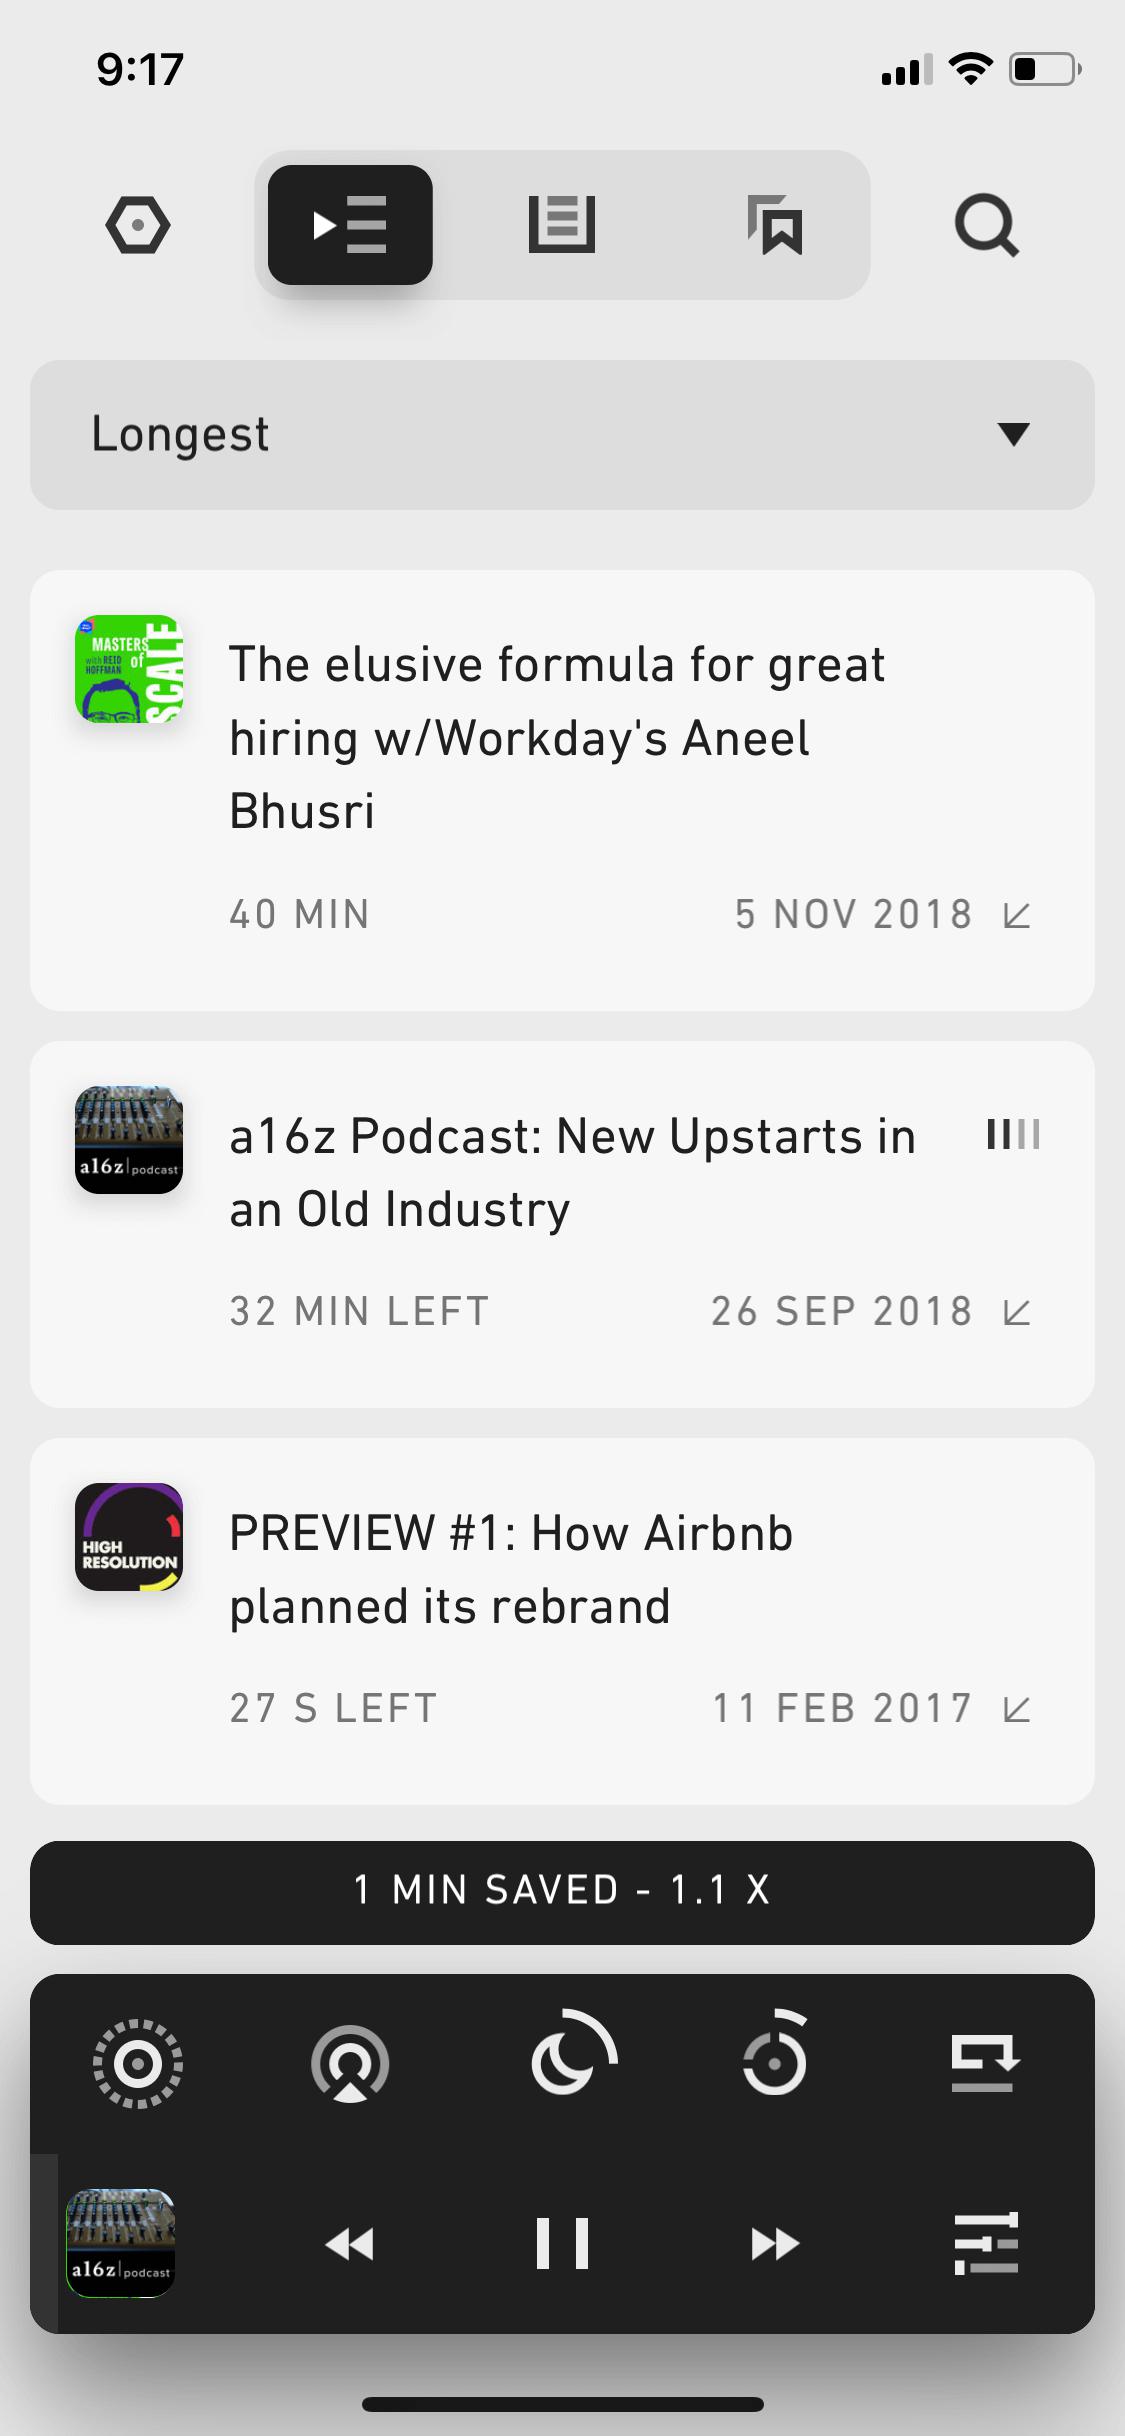 9:17
Longest
MASTERS
of
with REID
HOFFMAN
SCALE
The elusive formula for great
hiring w/Workday's Aneel
Bhusri
40 MIN
5 NOV 2018
a16z Podcast: New Upstarts in
an Old Industry
a16z podcast
32 MIN LEFT
26 SEP 2018
HIGH
RESOLUTION
PREVIEW #1: How Airbnb
planned its rebrand
27 S LEFT
11 FEB 2017
1 MIN SAVED - 1.1 X
a16z podcast